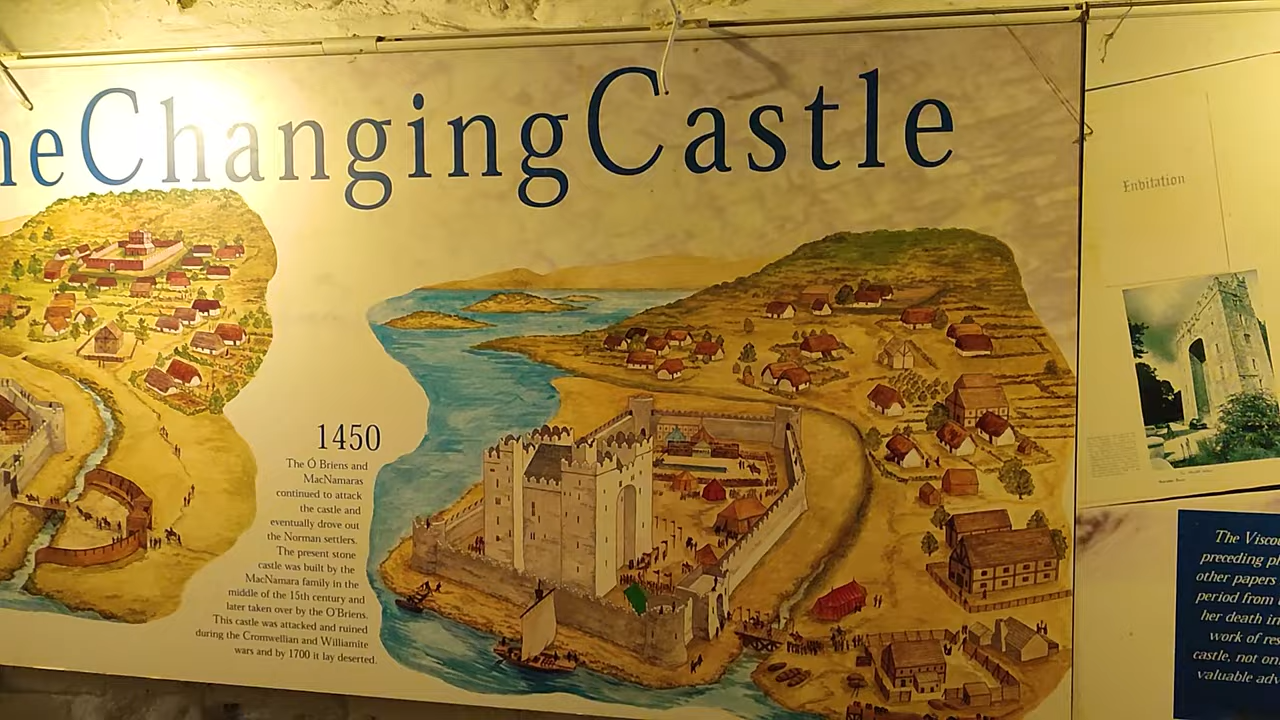 he Changing Castle
1450
The Ó Briens and
MacNamaras
continued to attack
the castle and
eventually drove out
the Norman settlers.
The present stone
castle was built by the
MacNamara family in the
middle of the 15th century and
later taken over by the O'Briens.
This castle was attacked and ruined
during the Cromwellian and Williamite
wars and by 1700 it lay deserted.
Enbitation
The Visco
preceding ph
other papers
period from
her death in
work of res
castle, not on
valuable adv